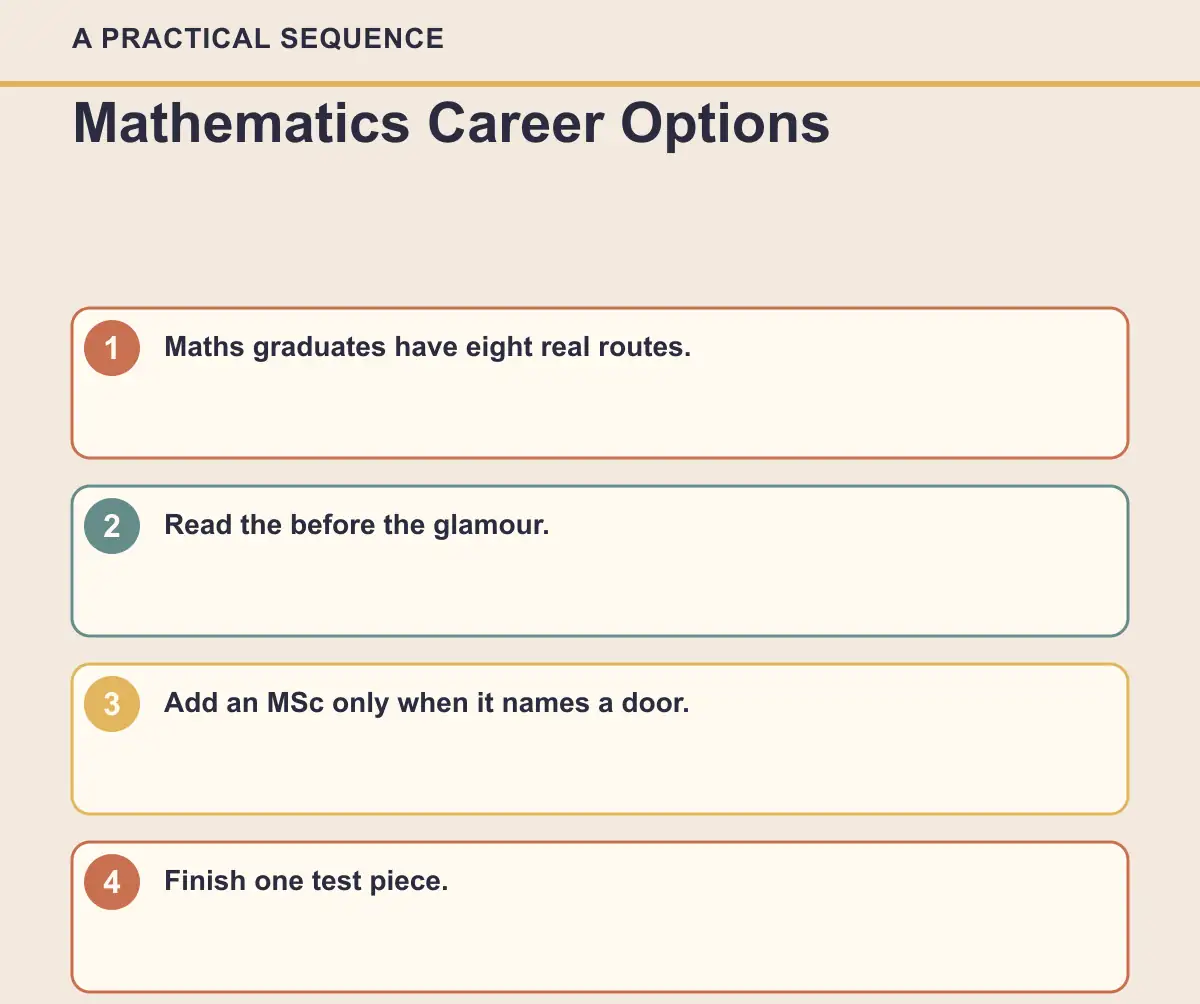 A PRACTICAL SEQUENCE
Mathematics Career Options
1
Maths graduates have eight real routes.
2
Read the before the glamour.
3
Add an MSc only when it names a door.
4
Finish one test piece.